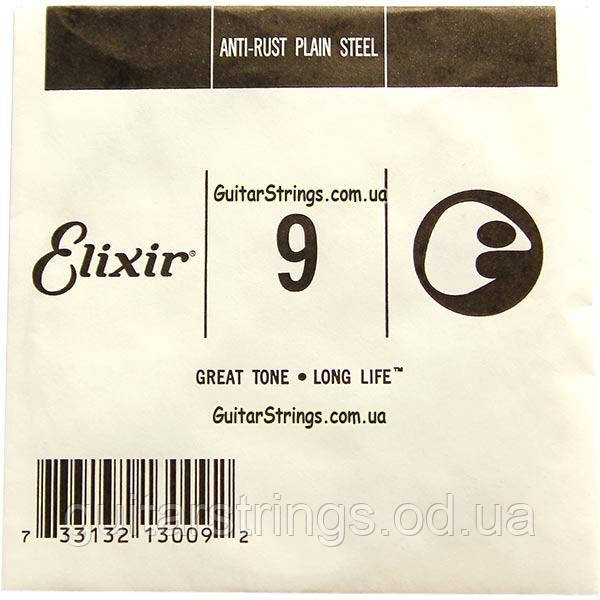 ANTI-RUST PLAIN STEEL
GuitarStrings.com.ua
Elixir®
9
GREAT TONE • LONG LIFE™
GuitarStrings.com.ua
guitarstrings.od.ua
7 33132 13009 2